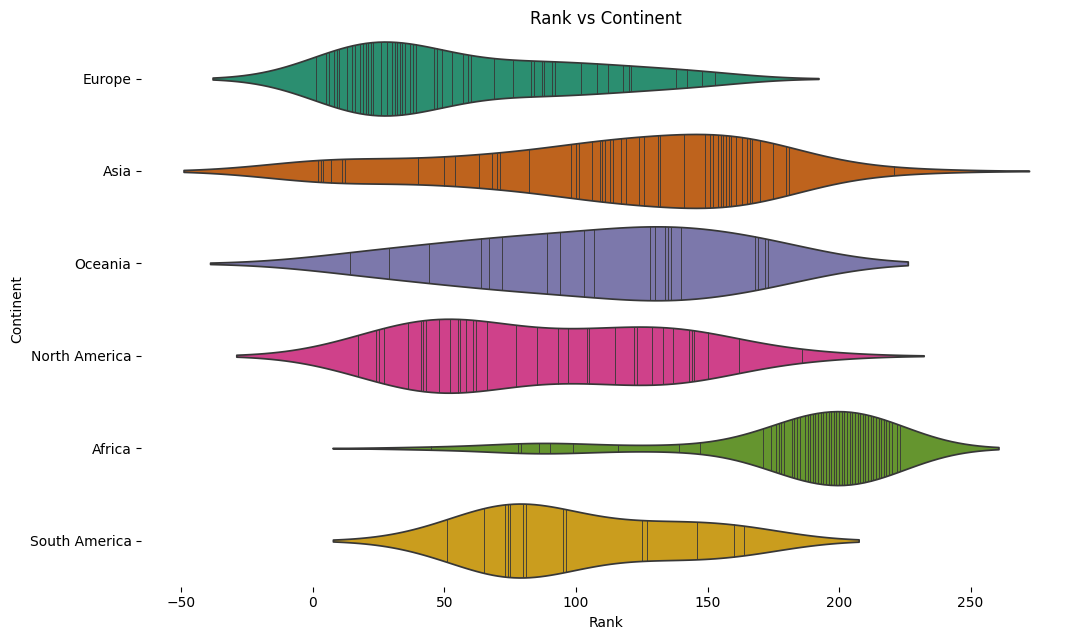 Rank vs Continent
Continent
Europe
Asia
Oceania
North America
Africa
South America
−50 0 50 100 150 200 250
Rank